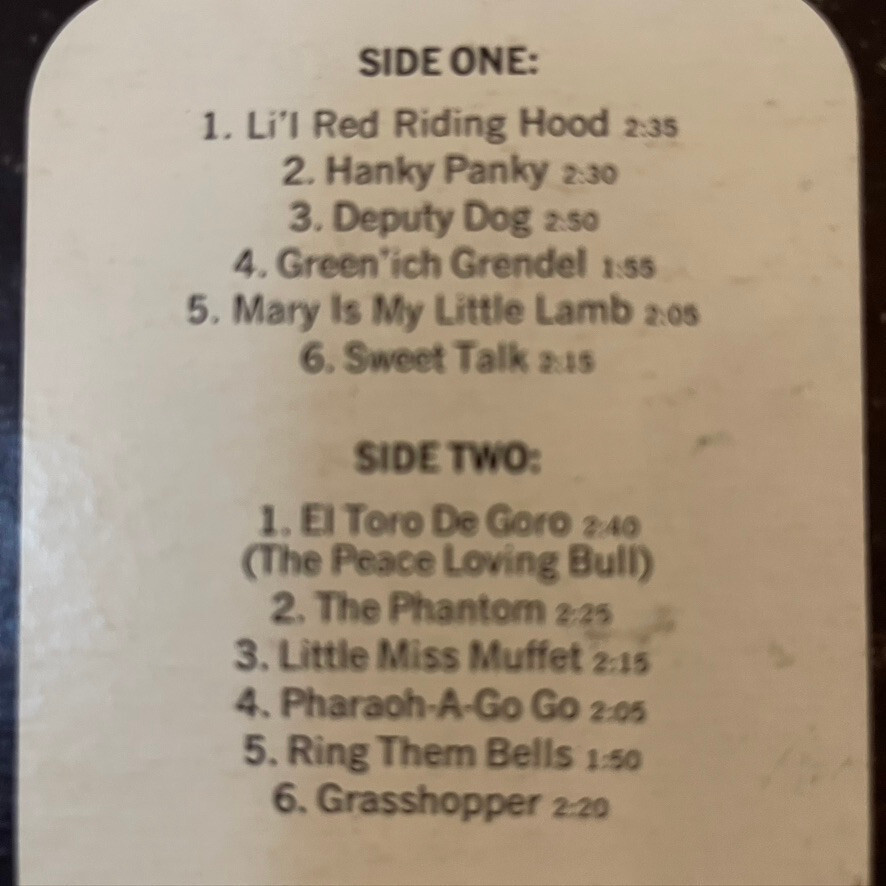 SIDE ONE:
1. Li'l Red Riding Hood 2:35
2. Hanky Panky 2:30
3. Deputy Dog 2:50
4. Green'ich Grendel 1:55
5. Mary Is My Little Lamb 2:05
6. Sweet Talk 2:15
SIDE TWO:
1. El Toro De Goro 2:40
(The Peace Loving Bull)
2. The Phantom 2:25
3. Little Miss Muffet 2:15
4. Pharaoh-A-Go Go 2:05
5. Ring Them Bells 1:50
6. Grasshopper 2:20